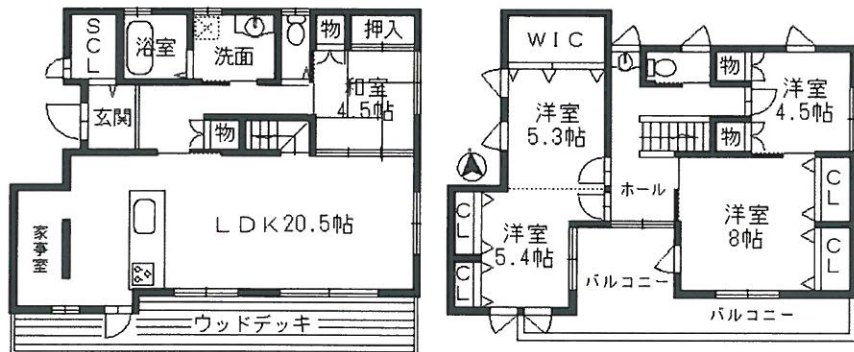 SCL
浴室
洗面
物
押入
和室
4.5帖
玄関
物
LDK20.5帖
家事室
ウッドデッキ
WIC
洋室
5.3帖
物
洋室
4.5帖
物
ホール
CL
洋室
5.4帖
CL
洋室
8帖
CL
CL
バルコニー
バルコニー